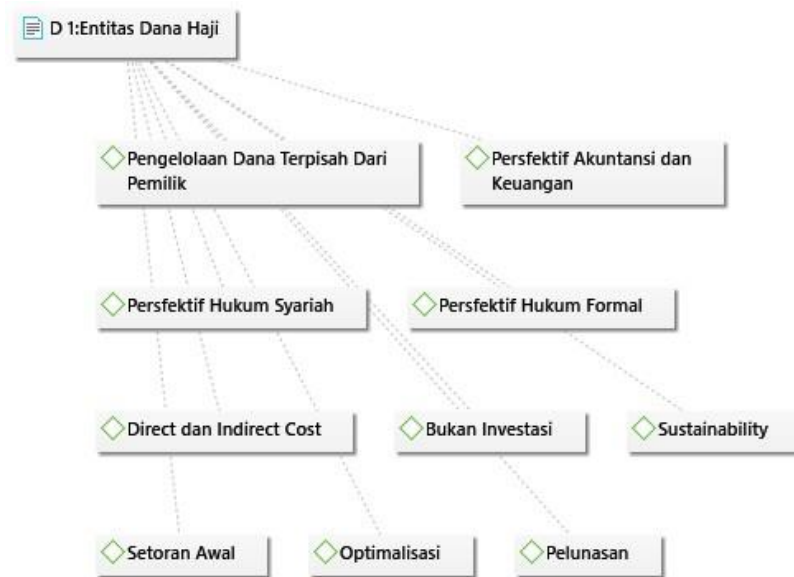 D 1:Entitas Dana Haji
Pengelolaan Dana Terpisah Dari
Pemilik
Persfektif Akuntansi dan
Keuangan
Persfektif Hukum Syariah
Persfektif Hukum Formal
Direct dan Indirect Cost
Bukan Investasi
Sustainability
Setoran Awal
Optimalisasi
Pelunasan